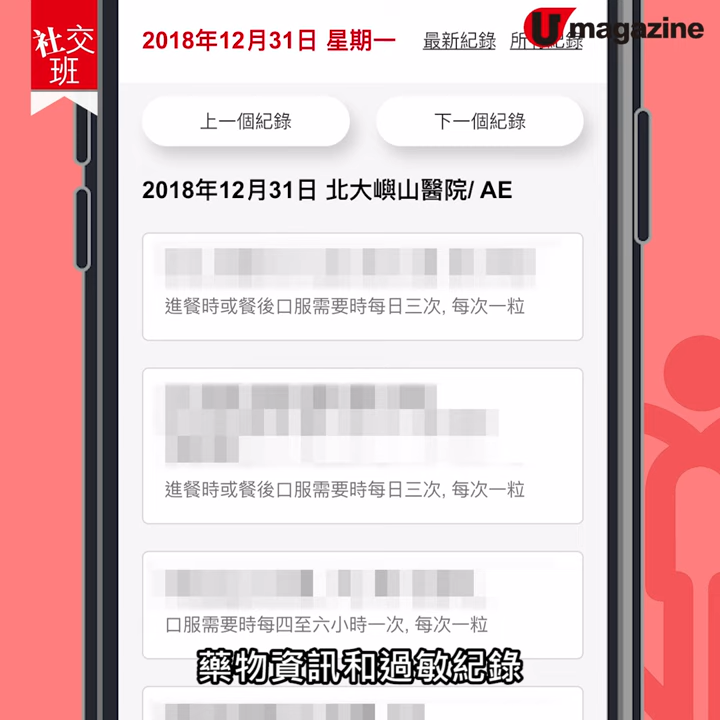 社交班
U magazine
2018年12月31日 星期一 最新紀錄 所有紀錄
上一個紀錄 下一個紀錄
2018年12月31日 北大嶼山醫院/ AE
進餐時或餐後口服需要時每日三次, 每次一粒
進餐時或餐後口服需要時每日三次, 每次一粒
口服需要時每四至六小時一次, 每次一粒
藥物資訊和過敏紀錄